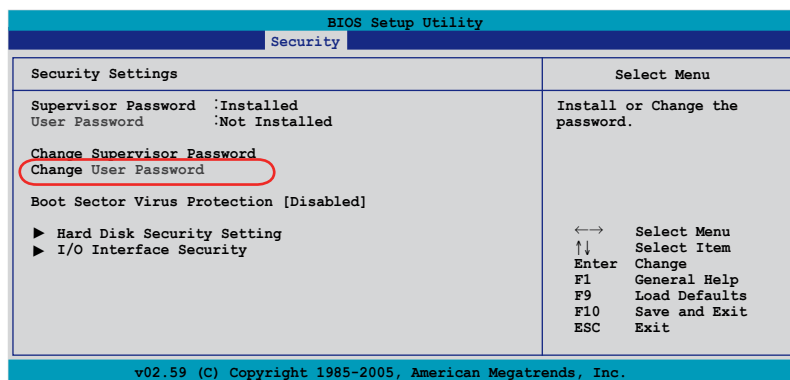 BIOS Setup Utility
Security
Security Settings
Supervisor Password :Installed
User Password :Not Installed
Change Supervisor Password
Change User Password
Boot Sector Virus Protection [Disabled]
▶ Hard Disk Security Setting
▶ I/O Interface Security
Select Menu
Install or Change the
password.
←→ Select Menu
↑↓ Select Item
Enter Change
F1 General Help
F9 Load Defaults
F10 Save and Exit
ESC Exit
v02.59 (C) Copyright 1985-2005, American Megatrends, Inc.